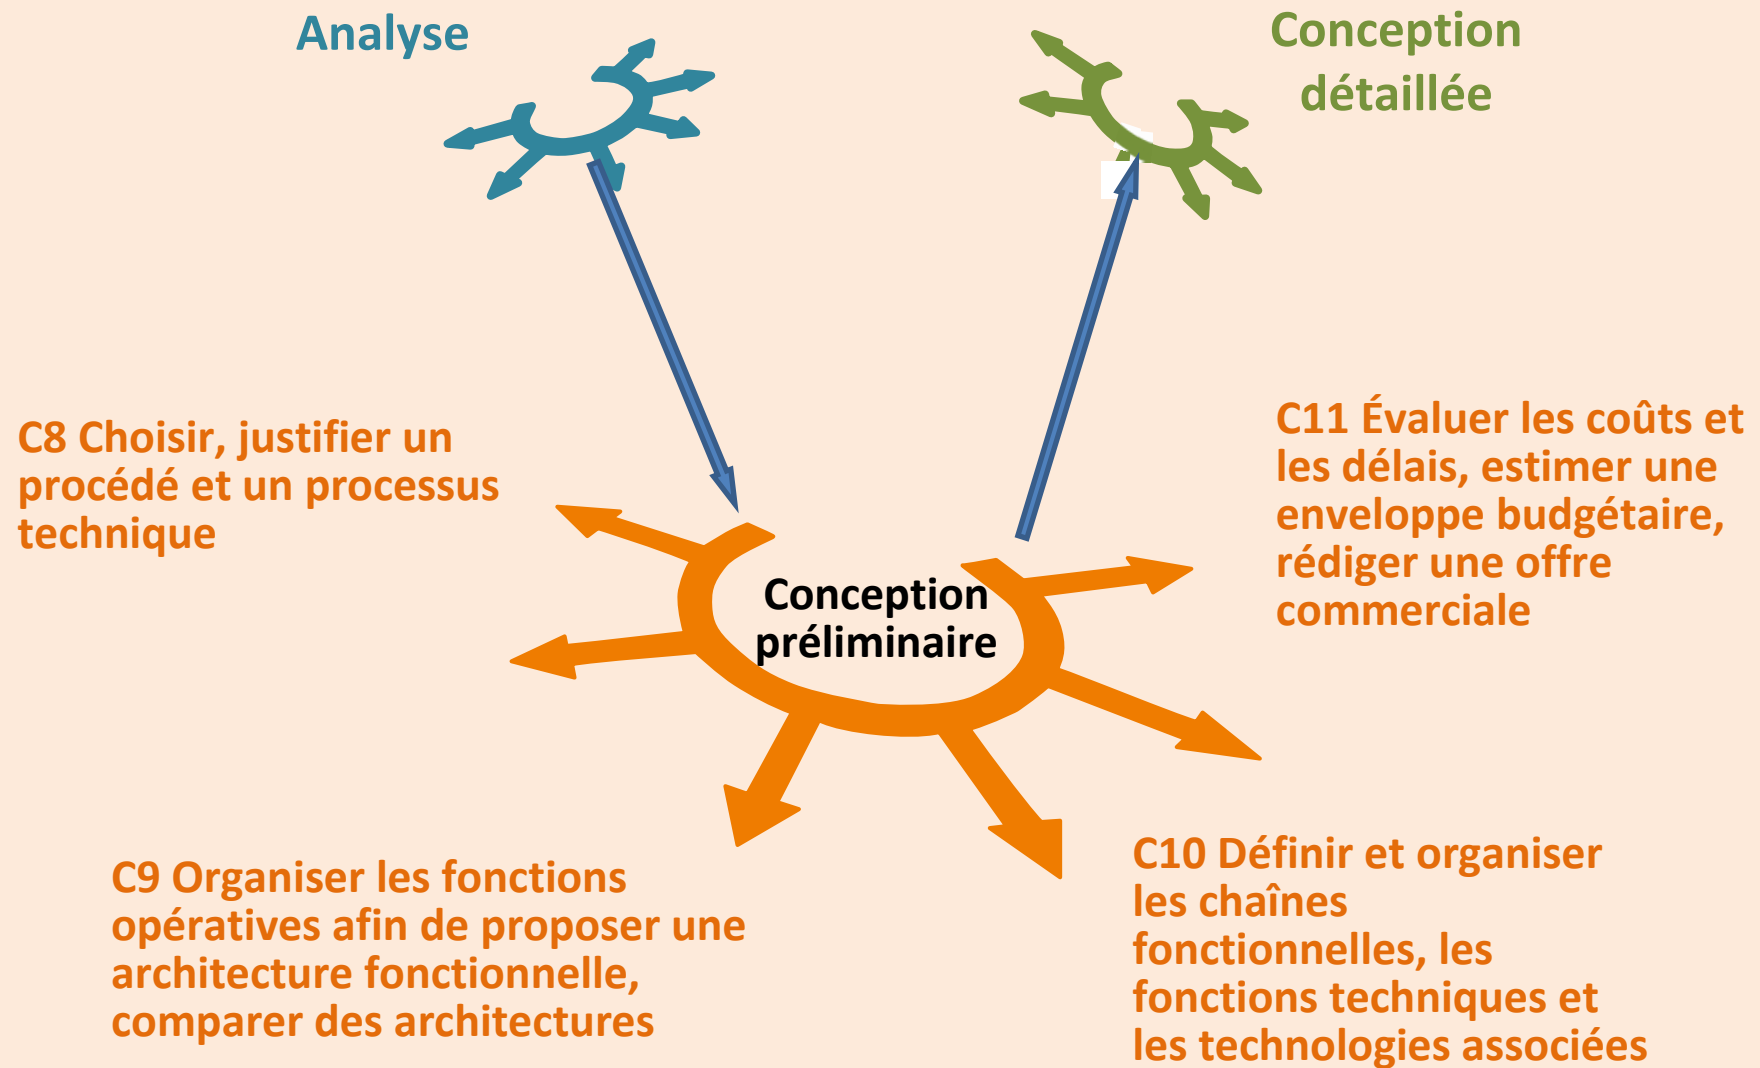 Analyse
Conception
détaillée
C8 Choisir, justifier un
procédé et un processus
technique
C11 Évaluer les coûts et
les délais, estimer une
enveloppe budgétaire,
rédiger une offre
commerciale
Conception
préliminaire
C9 Organiser les fonctions
opératives afin de proposer une
architecture fonctionnelle,
comparer des architectures
C10 Définir et organiser
les chaînes
fonctionnelles, les
fonctions techniques et
les technologies associées